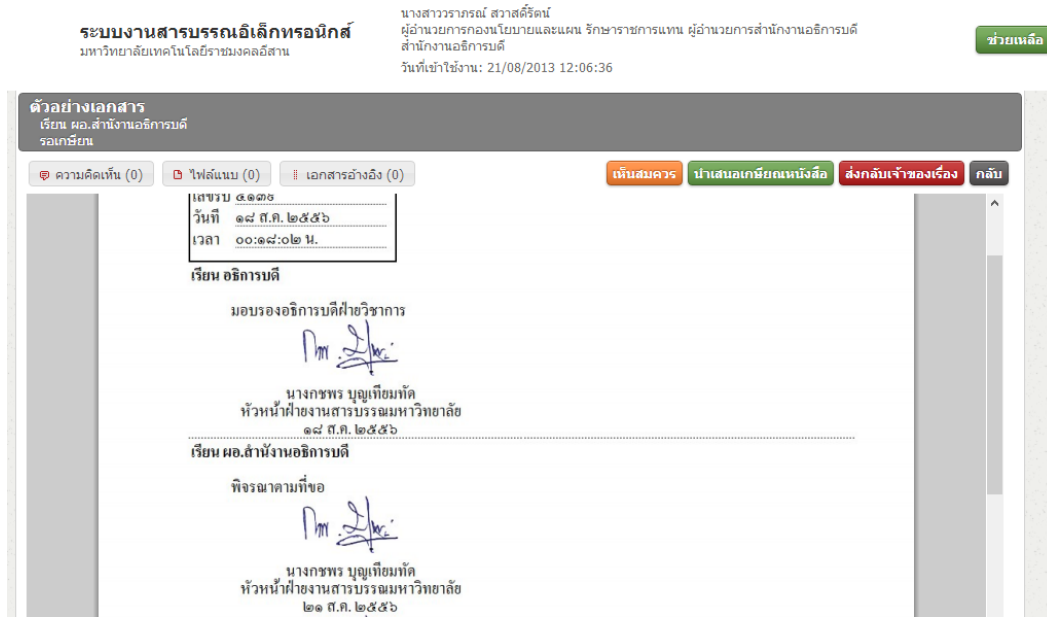 ระบบงานสารบรรณอิเล็กทรอนิกส์
มหาวิทยาลัยเทคโนโลยีราชมงคลอีสาน
นางสาววราภรณ์ สวาสดิ์รัตน์
ผู้อำนวยการกองนโยบายและแผน รักษาราชการแทน ผู้อำนวยการสำนักงานอธิการบดี
สำนักงานอธิการบดี
วันที่เข้าใช้งาน: 21/08/2013 12:06:36
ช่วยเหลือ
ตัวอย่างเอกสาร
เรียน ผอ.สำนังานอธิการบดี
รอเกษียน
ความคิดเห็น (0)
ไฟล์แนบ (0)
เอกสารอ้างอิง (0)
เห็นสมควร
นำเสนอเกษียณหนังสือ
ส่งกลับเจ้าของเรื่อง
กลับ
เลขรับ ๕๑๓๘
วันที่ ๑๘ ส.ค. ๒๕๕๖
เวลา ๐๐:๑๘:๐๒ น.
เรียน อธิการบดี
มอบรองอธิการบดีฝ่ายวิชาการ
นางกชพร บุญเทียมทัด
หัวหน้าฝ่ายงานสารบรรณมหาวิทยาลัย
๑๘ ส.ค. ๒๕๕๖
เรียน ผอ.สำนังานอธิการบดี
พิจรณาตามที่ขอ
นางกชพร บุญเทียมทัด
หัวหน้าฝ่ายงานสารบรรณมหาวิทยาลัย
๒๑ ส.ค. ๒๕๕๖